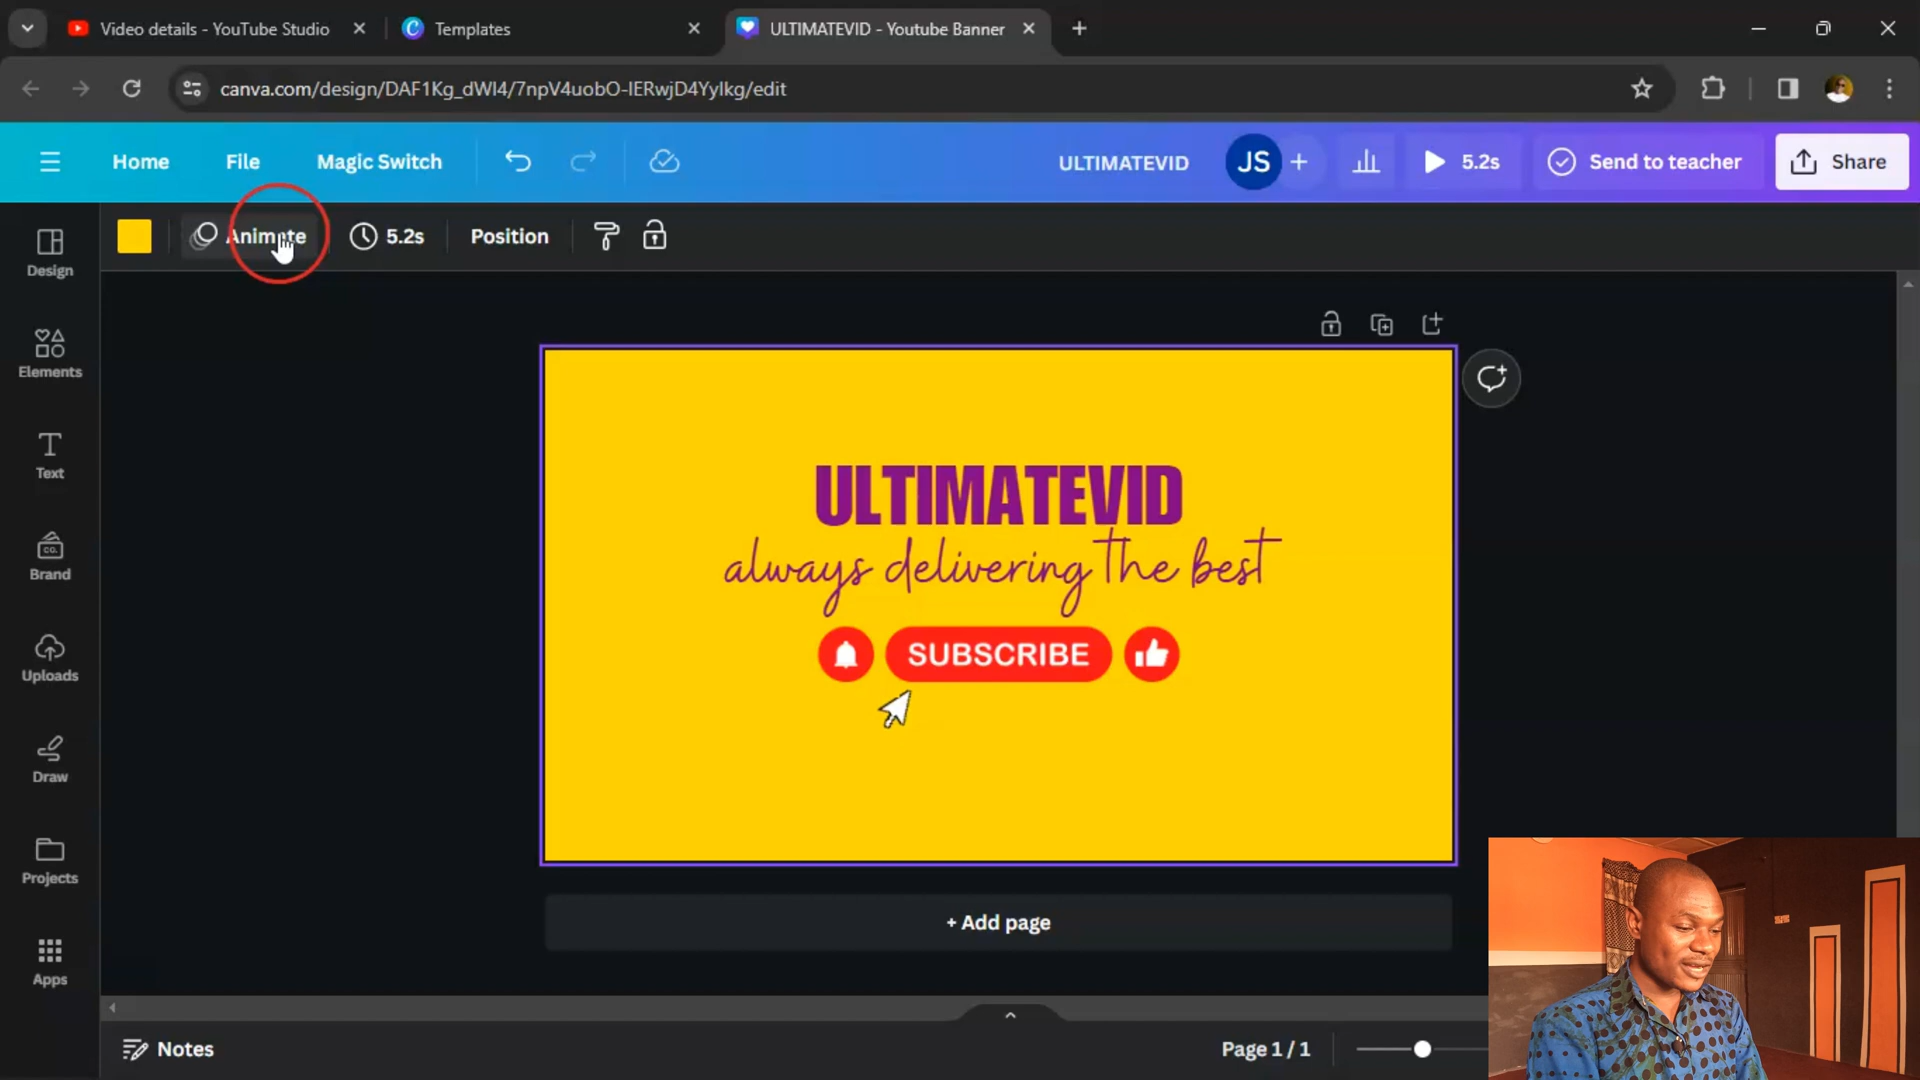 Video details - YouTube Studio
Templates
ULTIMATEVID - Youtube Banner
canva.com/design/DAF1Kg_dWI4/7npV4uobO-IERwjD4Yylkg/edit
Home
File
Magic Switch
ULTIMATEVID
JS
5.2s
Send to teacher
Share
Animate
5.2s
Position
Design
Elements
Text
CO.
Brand
Uploads
Draw
Projects
Apps
ULTIMATEVID
always delivering the best
SUBSCRIBE
+ Add page
Notes
Page 1 / 1